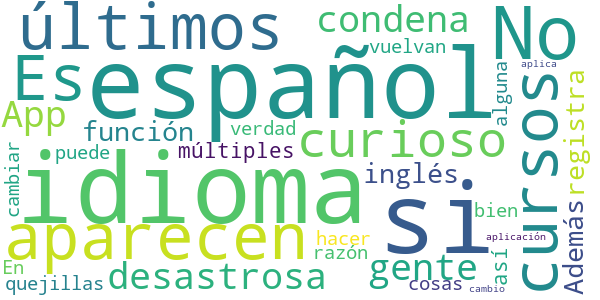 últimos
condena
No
vuelvan
aplica
Es
español
App
función
verdad
curioso
alguna
registra
cursos
cambiar
puede
múltiples
inglés
idioma
si
bien
Además
aparecen
hacer
razón
aplicación
En
quejillas
desastrosa
gente
cosas
así
cambio